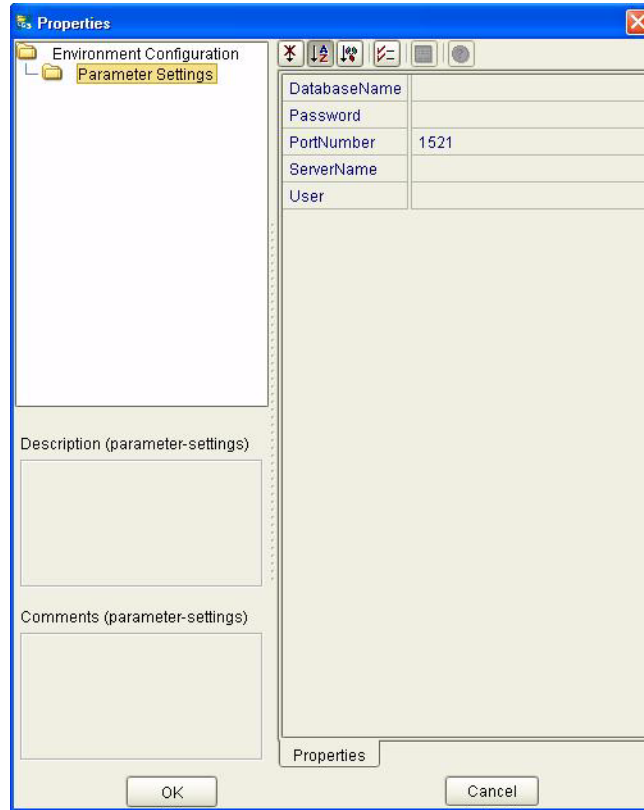 Properties
Environment Configuration
Parameter Settings
DatabaseName
Password
PortNumber 1521
ServerName
User
Description (parameter-settings)
Comments (parameter-settings)
Properties
OK
Cancel